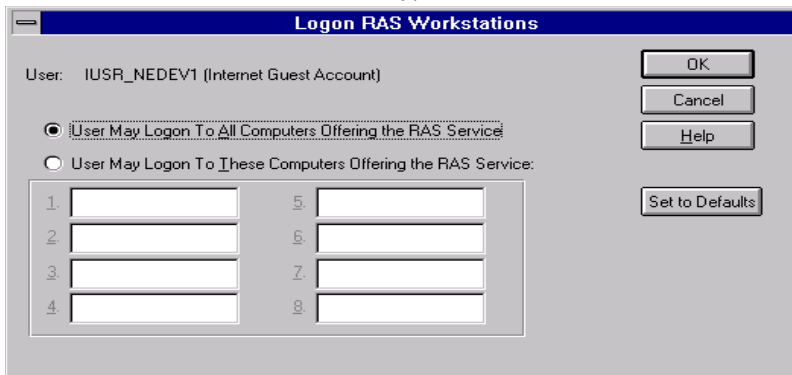 Logon RAS Workstations
User: IUSR_NEDEV1 (Internet Guest Account)
OK
Cancel
Help
User May Logon To All Computers Offering the RAS Service
User May Logon To These Computers Offering the RAS Service:
Set to Defaults
1. 5.
2. 6.
3. 7.
4. 8.